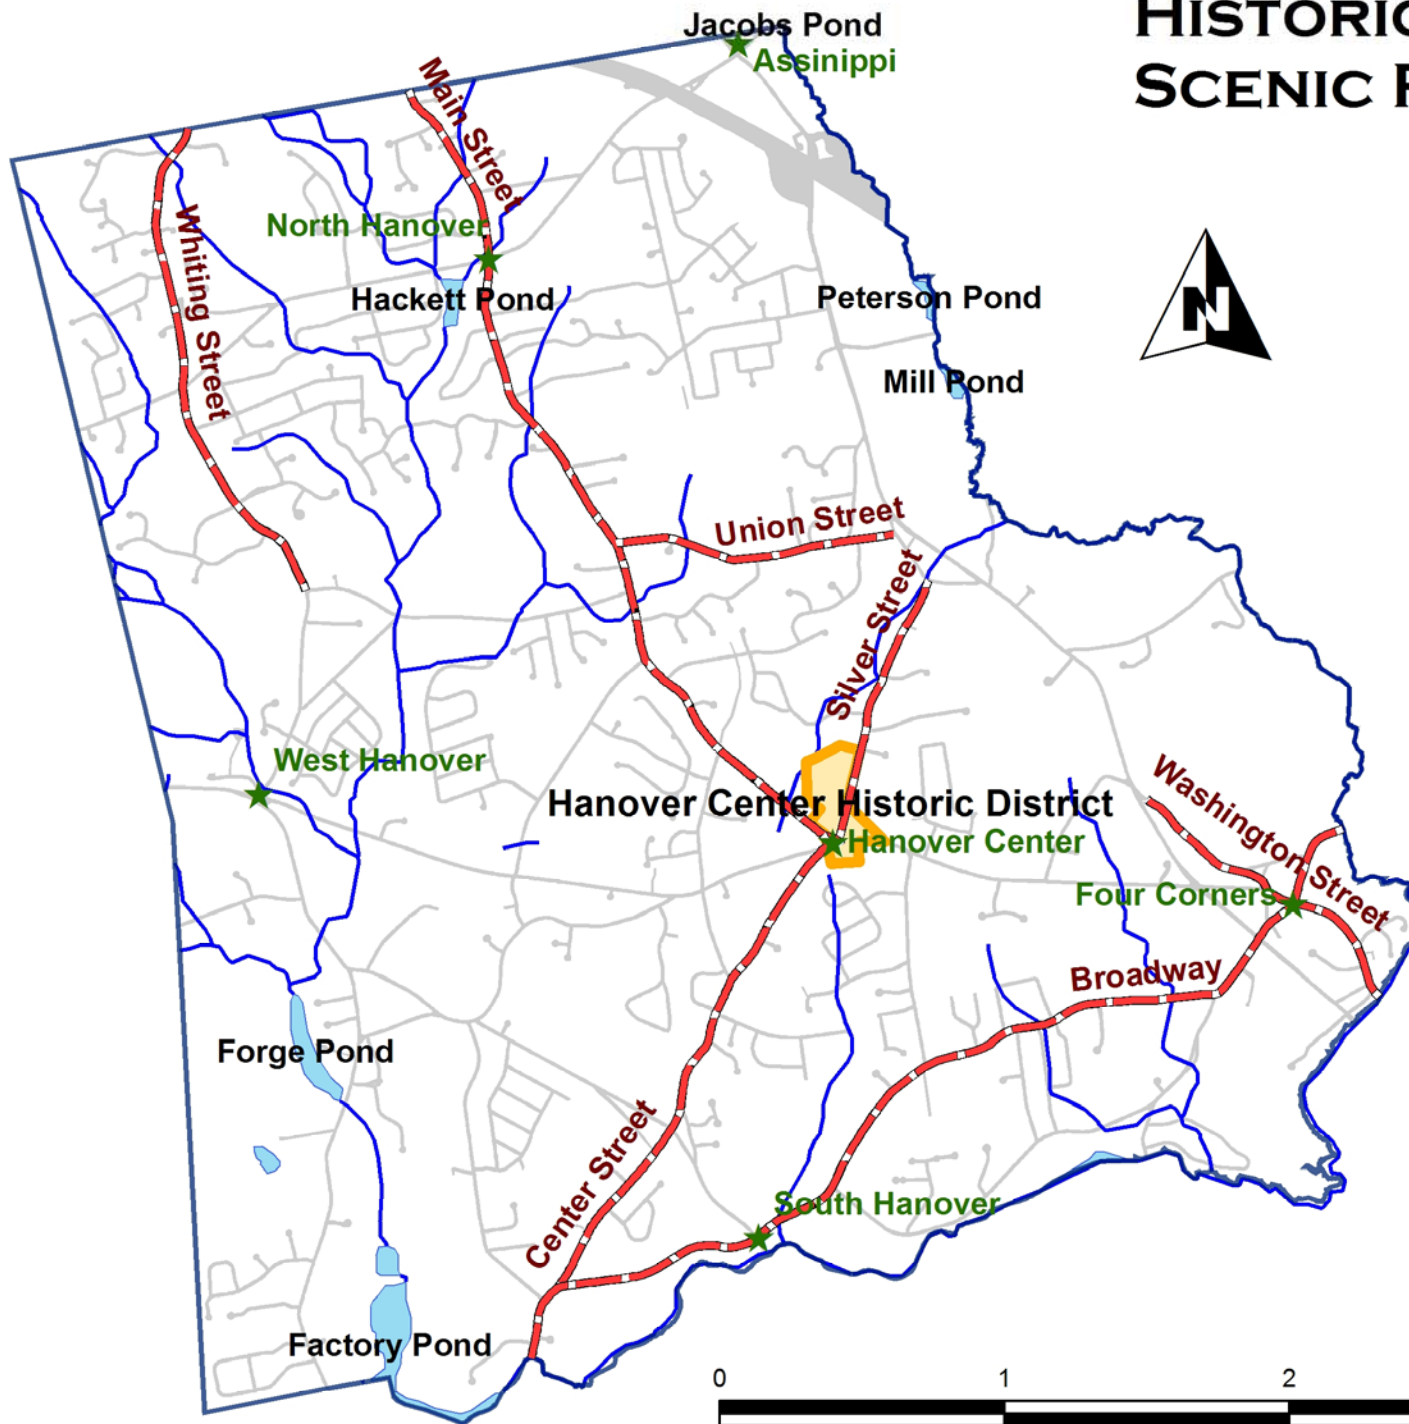 HISTORIC
SCENIC
Jacobs Pond
Assinippi
Main Street
North Hanover
Whiting Street
Hackett Pond
Peterson Pond
N
Mill Pond
Union Street
Silver Street
West Hanover
Hanover Center Historic District
Hanover Center
Washington Street
Four Corners
Broadway
Forge Pond
Center Street
South Hanover
Factory Pond
0 1 2